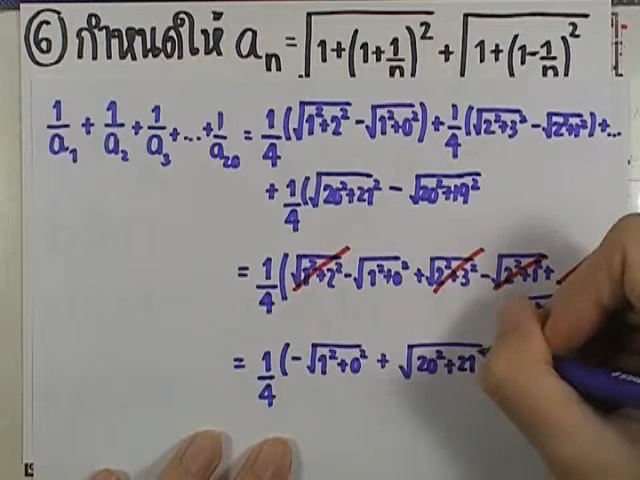 ⑥ กำหนดให้ aₙ = √(1+(1+1/n)²) + √(1+(1-1/n)²)
1/a₁ + 1/a₂ + 1/a₃ + ... + 1/a₂₀ = 1/4(√(1²+2²) - √(1²+0²)) + 1/4(√(2²+3²) - √(2²+1²)) + ...
+ 1/4(√(20²+21²) - √(20²+19²)
= 1/4(√(1²+2²) - √(1²+0²) + √(2²+3²) - √(2²+1²) +
= 1/4(-√(1²+0²) + √(20²+21²